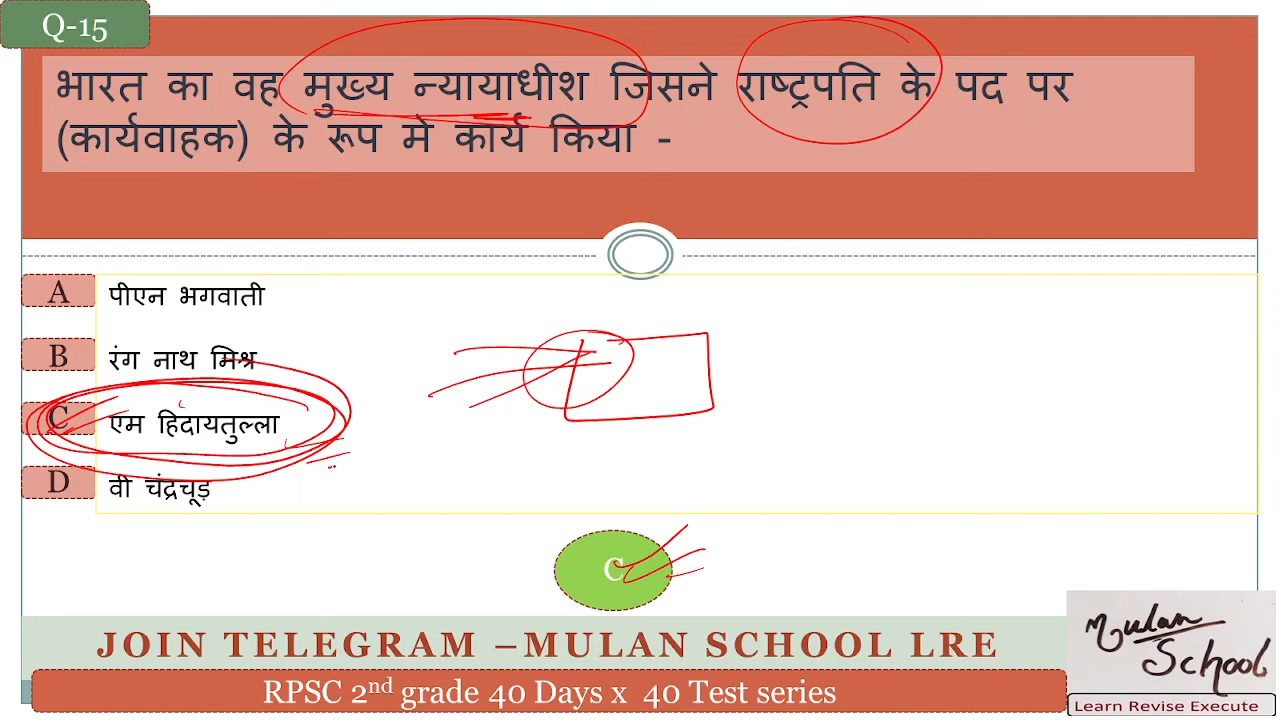 Q-15
भारत का वह मुख्य न्यायाधीश जिसने राष्ट्रपति के पद पर
(कार्यवाहक) के रूप मे कार्य किया -
A पीएन भगवाती
B रंग नाथ मिश्र
C एम हिदायतुल्ला
D वी चंद्रचूड़
C
JOIN TELEGRAM –MULAN SCHOOL LRE
RPSC 2nd grade 40 Days x 40 Test series
Mulan
School
Learn Revise Execute